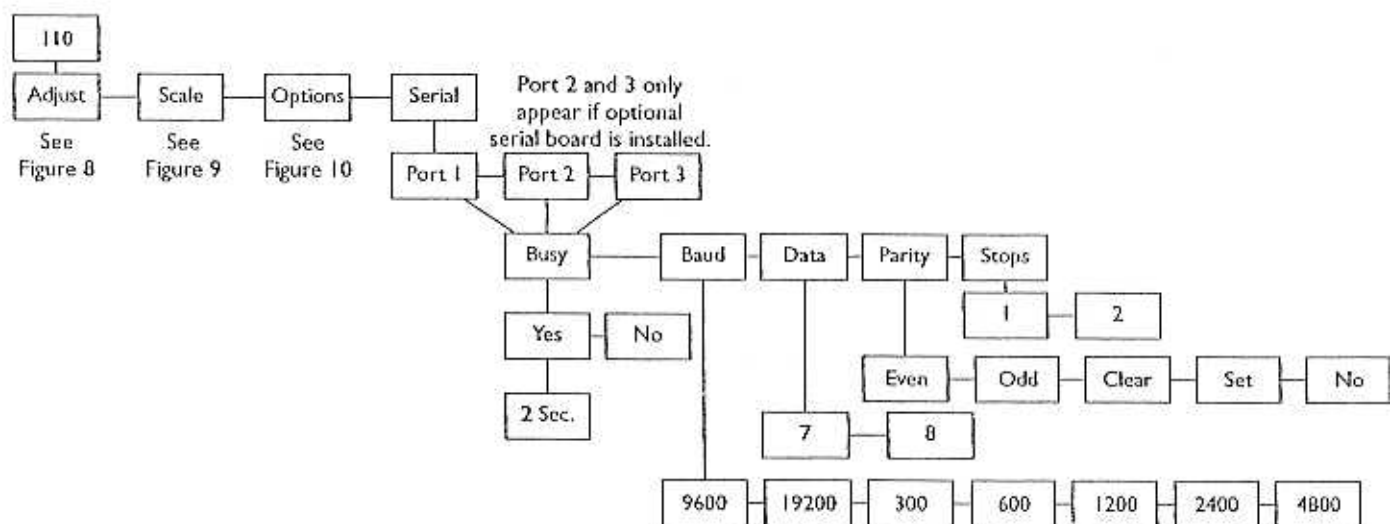 110
Adjust Scale Options Serial
Port 2 and 3 only
appear if optional
serial board is installed.
See
Figure 8
See
Figure 9
See
Figure 10
Port 1 Port 2 Port 3
Busy Baud Data Parity Stops
1 2
Yes No
Even Odd Clear Set No
2 Sec.
7 8
9600 19200 300 600 1200 2400 4800